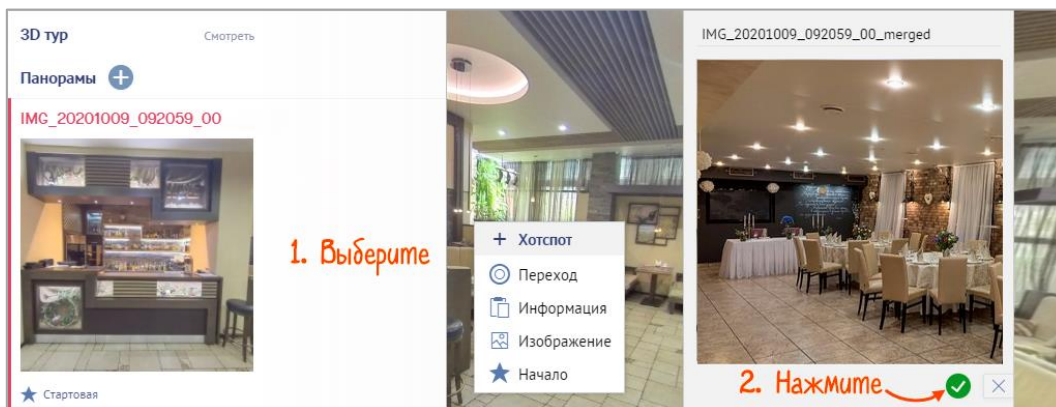 3D тур
Смотреть
Панорамы
IMG_20201009_092059_00
Стартовая
1. Выберите
+ Хотспот
Переход
Информация
Изображение
Начало
IMG_20201009_092059_00_merged
2. Нажмите